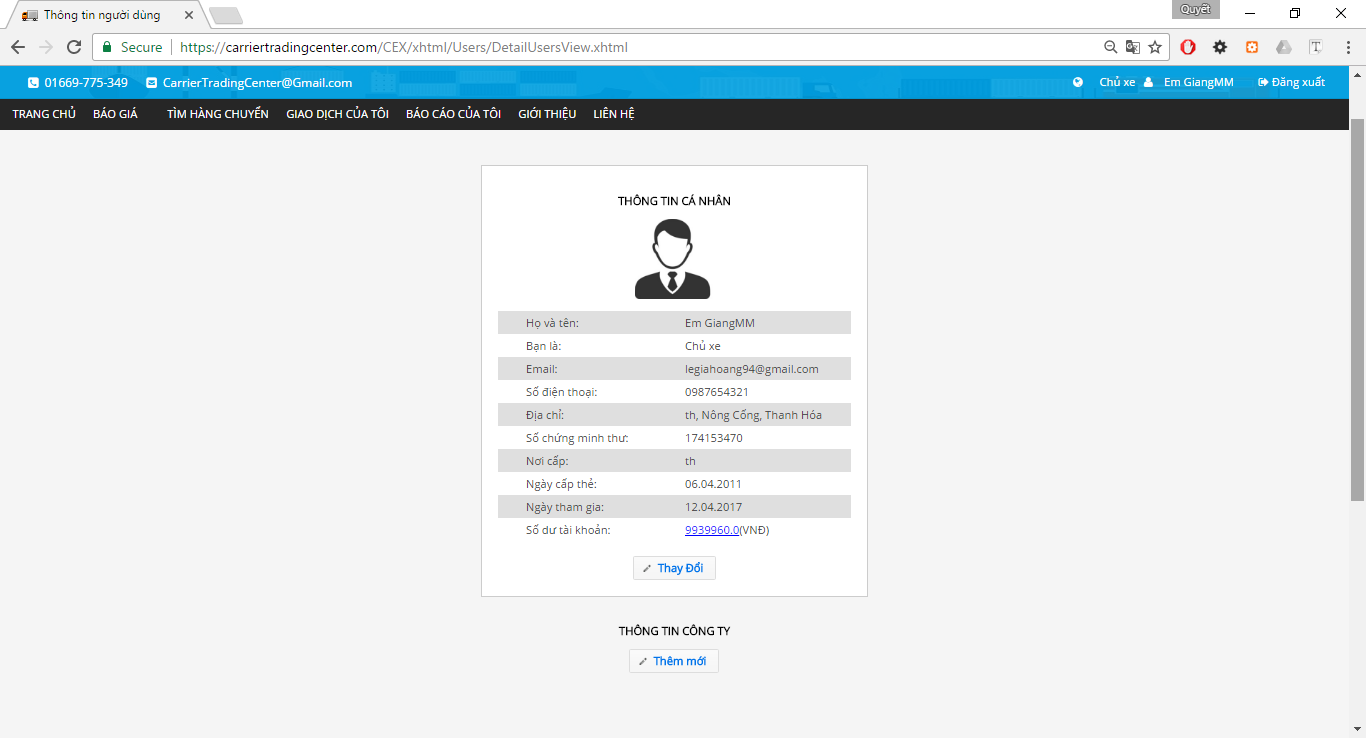 Thông tin người dùng
Quyết
Secure https://carriertradingcenter.com/CEX/xhtml/Users/DetailUsersView.xhtml
01669-775-349 CarrierTradingCenter@Gmail.com Chủ xe Em GiangMM Đăng xuất
TRANG CHỦ BÁO GIÁ TÌM HÀNG CHUYẾN GIAO DỊCH CỦA TÔI BÁO CÁO CỦA TÔI GIỚI THIỆU LIÊN HỆ
THÔNG TIN CÁ NHÂN
Họ và tên: Em GiangMM
Bạn là: Chủ xe
Email: legiahoang94@gmail.com
Số điện thoại: 0987654321
Địa chỉ: th, Nông Cống, Thanh Hóa
Số chứng minh thư: 174153470
Nơi cấp: th
Ngày cấp thẻ: 06.04.2011
Ngày tham gia: 12.04.2017
Số dư tài khoản: 9939960.0(VNĐ)
Thay Đổi
THÔNG TIN CÔNG TY
Thêm mới